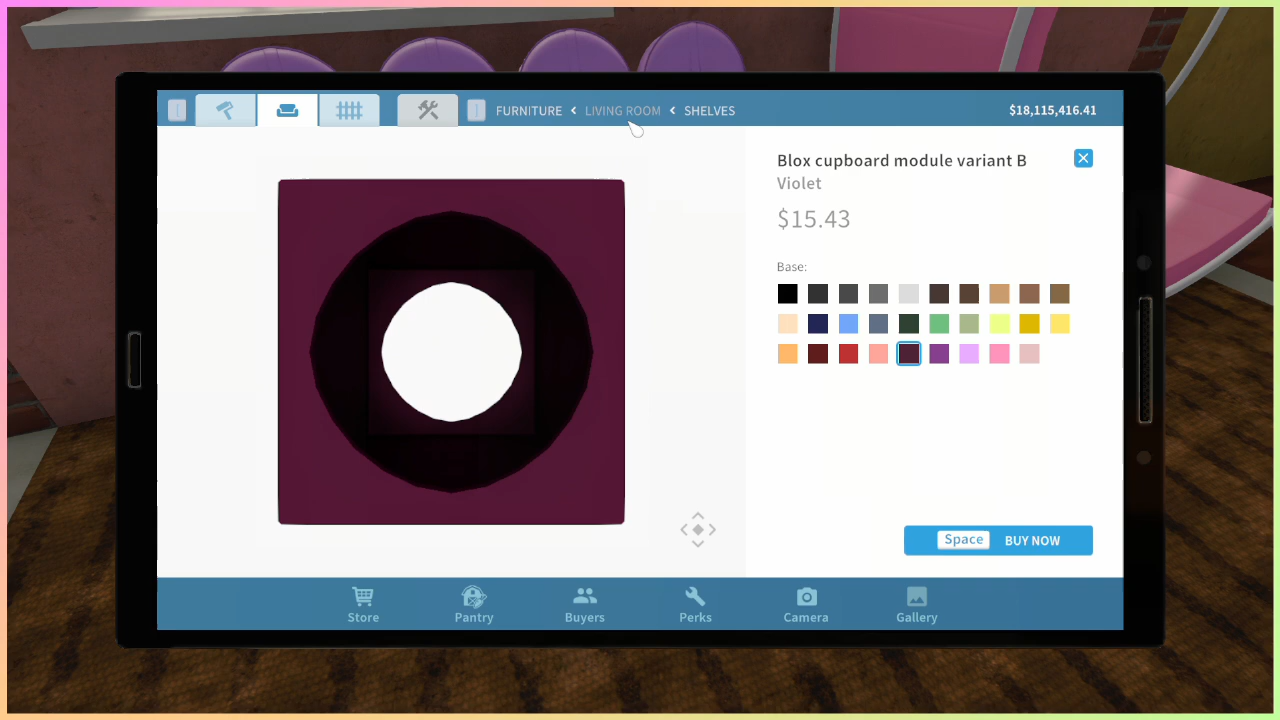 FURNITURE < LIVING ROOM < SHELVES
$18,115,416.41
Blox cupboard module variant B
Violet
$15.43
Base:
Space BUY NOW
Store Pantry Buyers Perks Camera Gallery